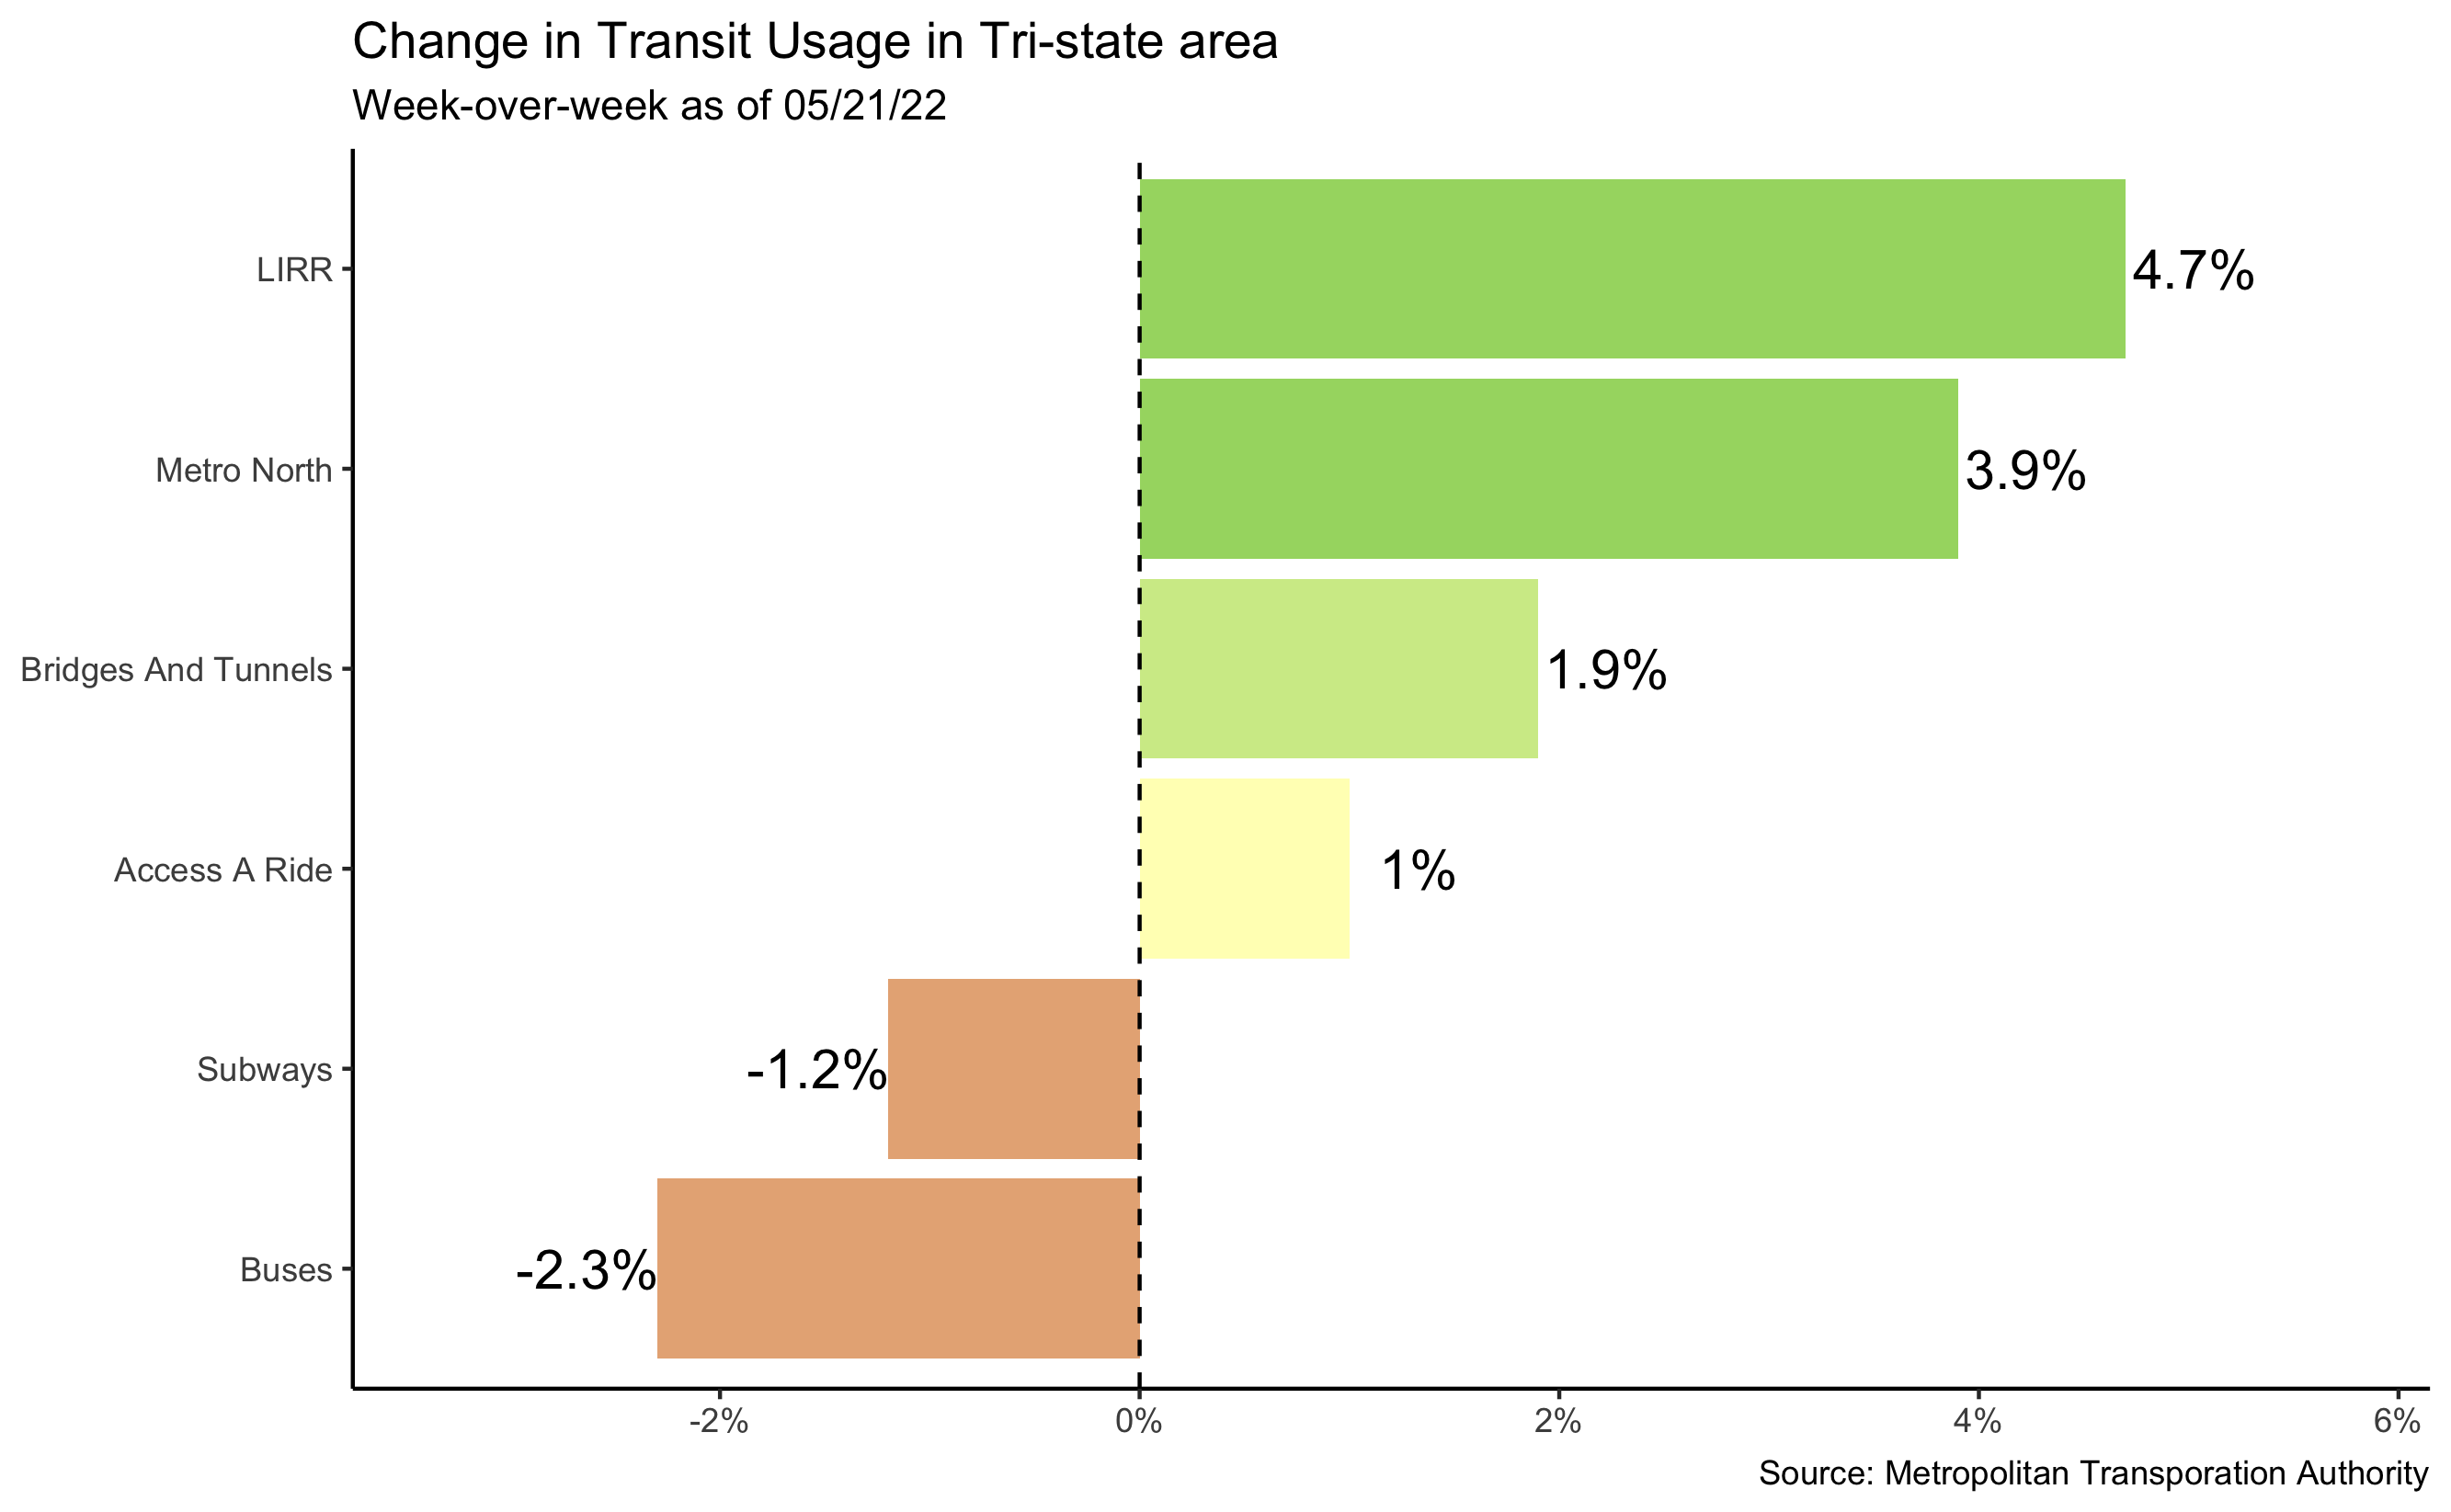 Change in Transit Usage in Tri-state area
Week-over-week as of 05/21/22
LIRR
4.7%
Metro North
3.9%
Bridges And Tunnels
1.9%
Access A Ride
1%
Subways
-1.2%
Buses
-2.3%
-2%
0%
2%
4%
6%
Source: Metropolitan Transporation Authority